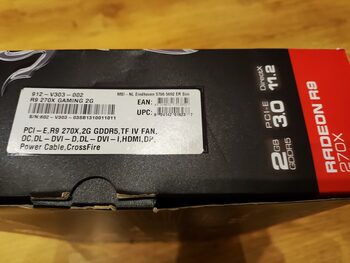 912-V303-002
R9 270X GAMING 2G
S/N:602-V303-03SB1310011011
MSI - NL Eindhoven 5706 5692 ER Son
EAN:
UPC:
PCI-E,R9 270X,2G GDDR5,TF IV FAN,
OC,DL-DVI-D,DL-DVI-I,HDMI,DP,
Power Cable,CrossFire
2GB
GDDR5
PCI-E
3.0
DirectX
11.2
RADEON R9
270X